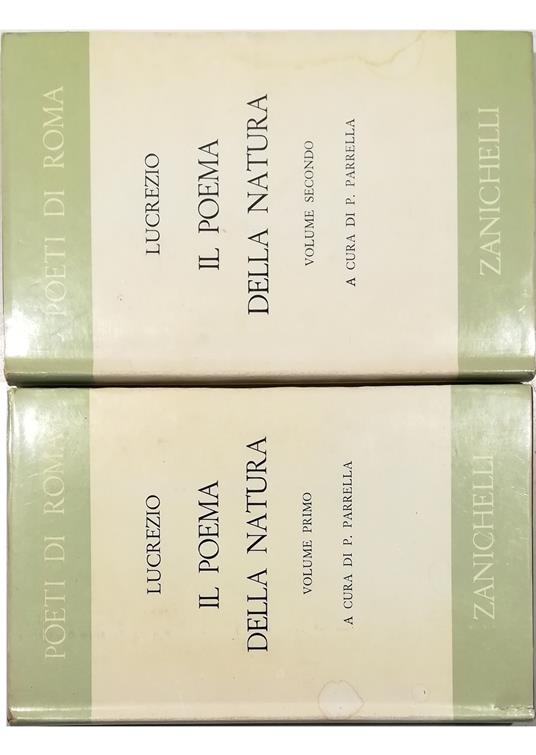 POETI DI ROMA
LUCREZIO
IL POEMA
DELLA NATURA
VOLUME SECONDO
A CURA DI P. PARRELLA
ZANICHELLI
POETI DI ROMA
LUCREZIO
IL POEMA
DELLA NATURA
VOLUME PRIMO
A CURA DI P. PARRELLA
ZANICHELLI